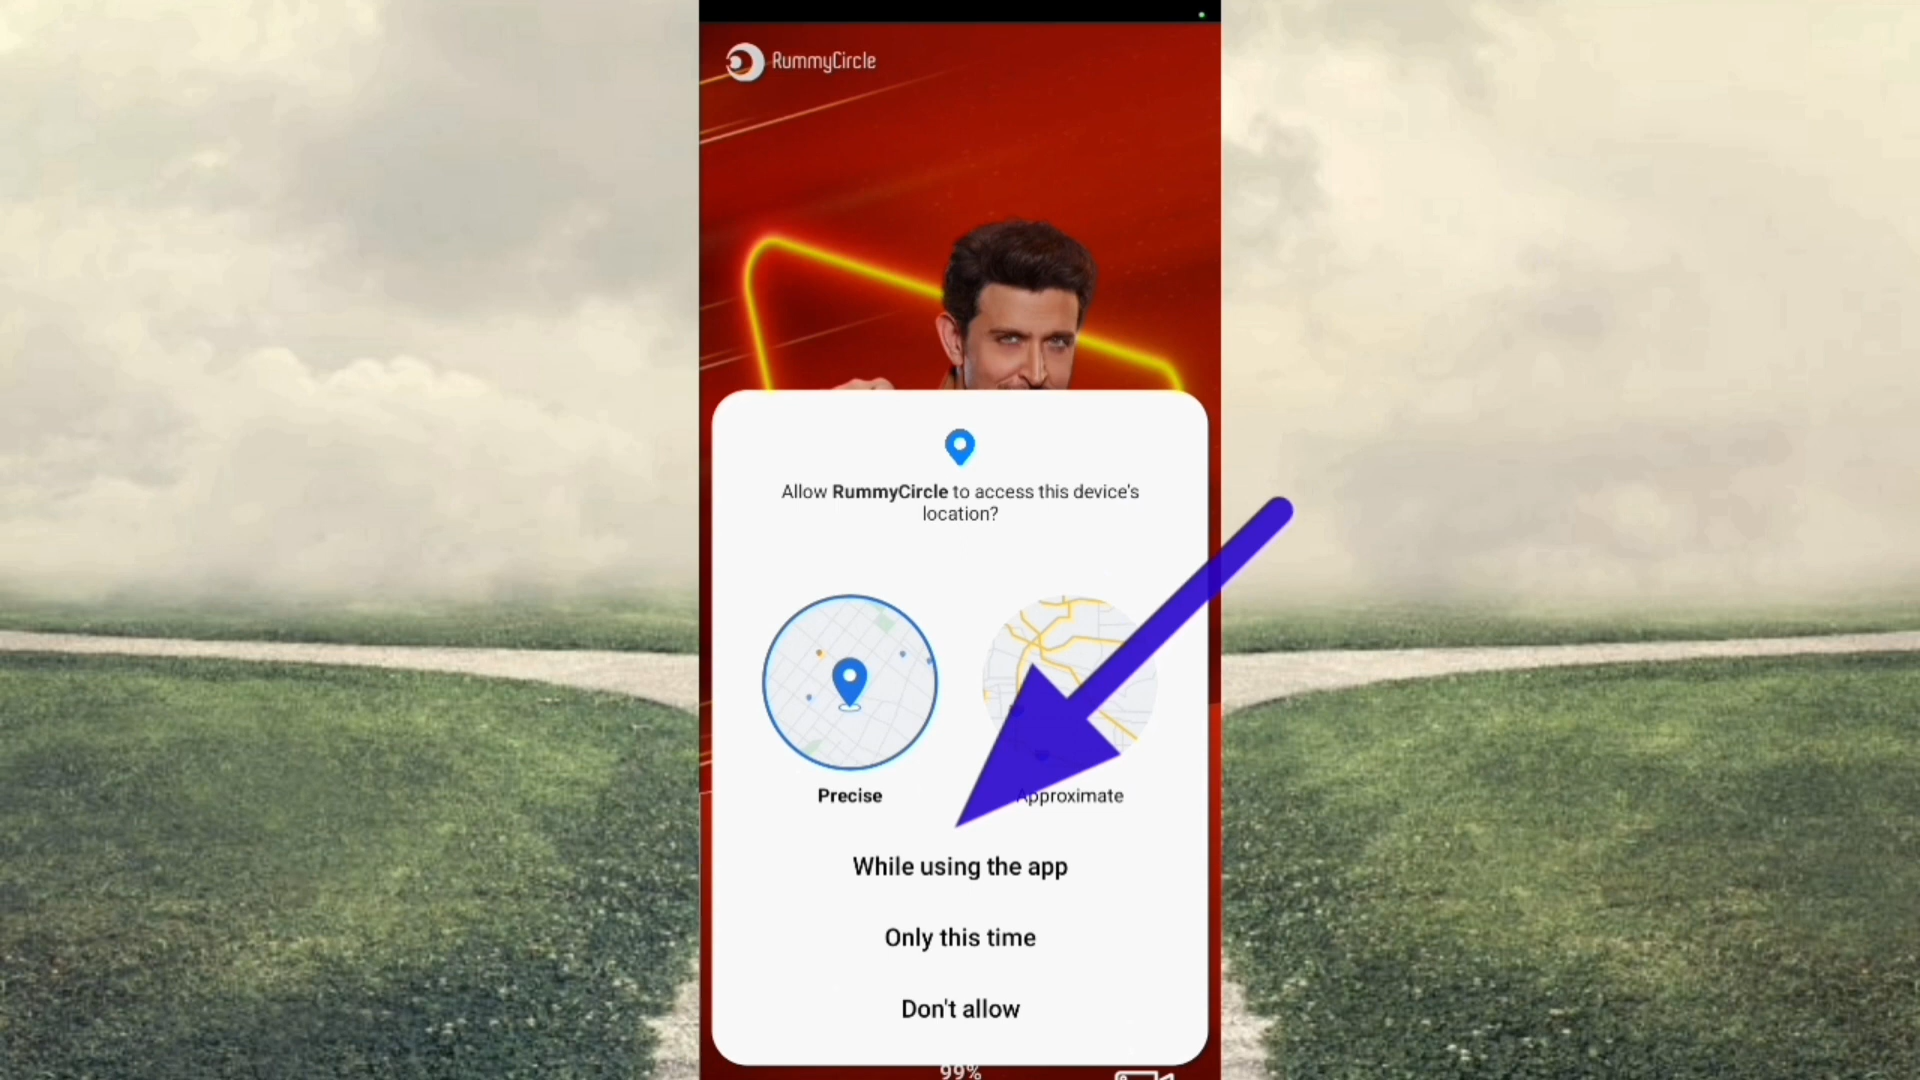 RummyCircle
Allow RummyCircle to access this device's
location?
Precise
Approximate
While using the app
Only this time
Don't allow
99%